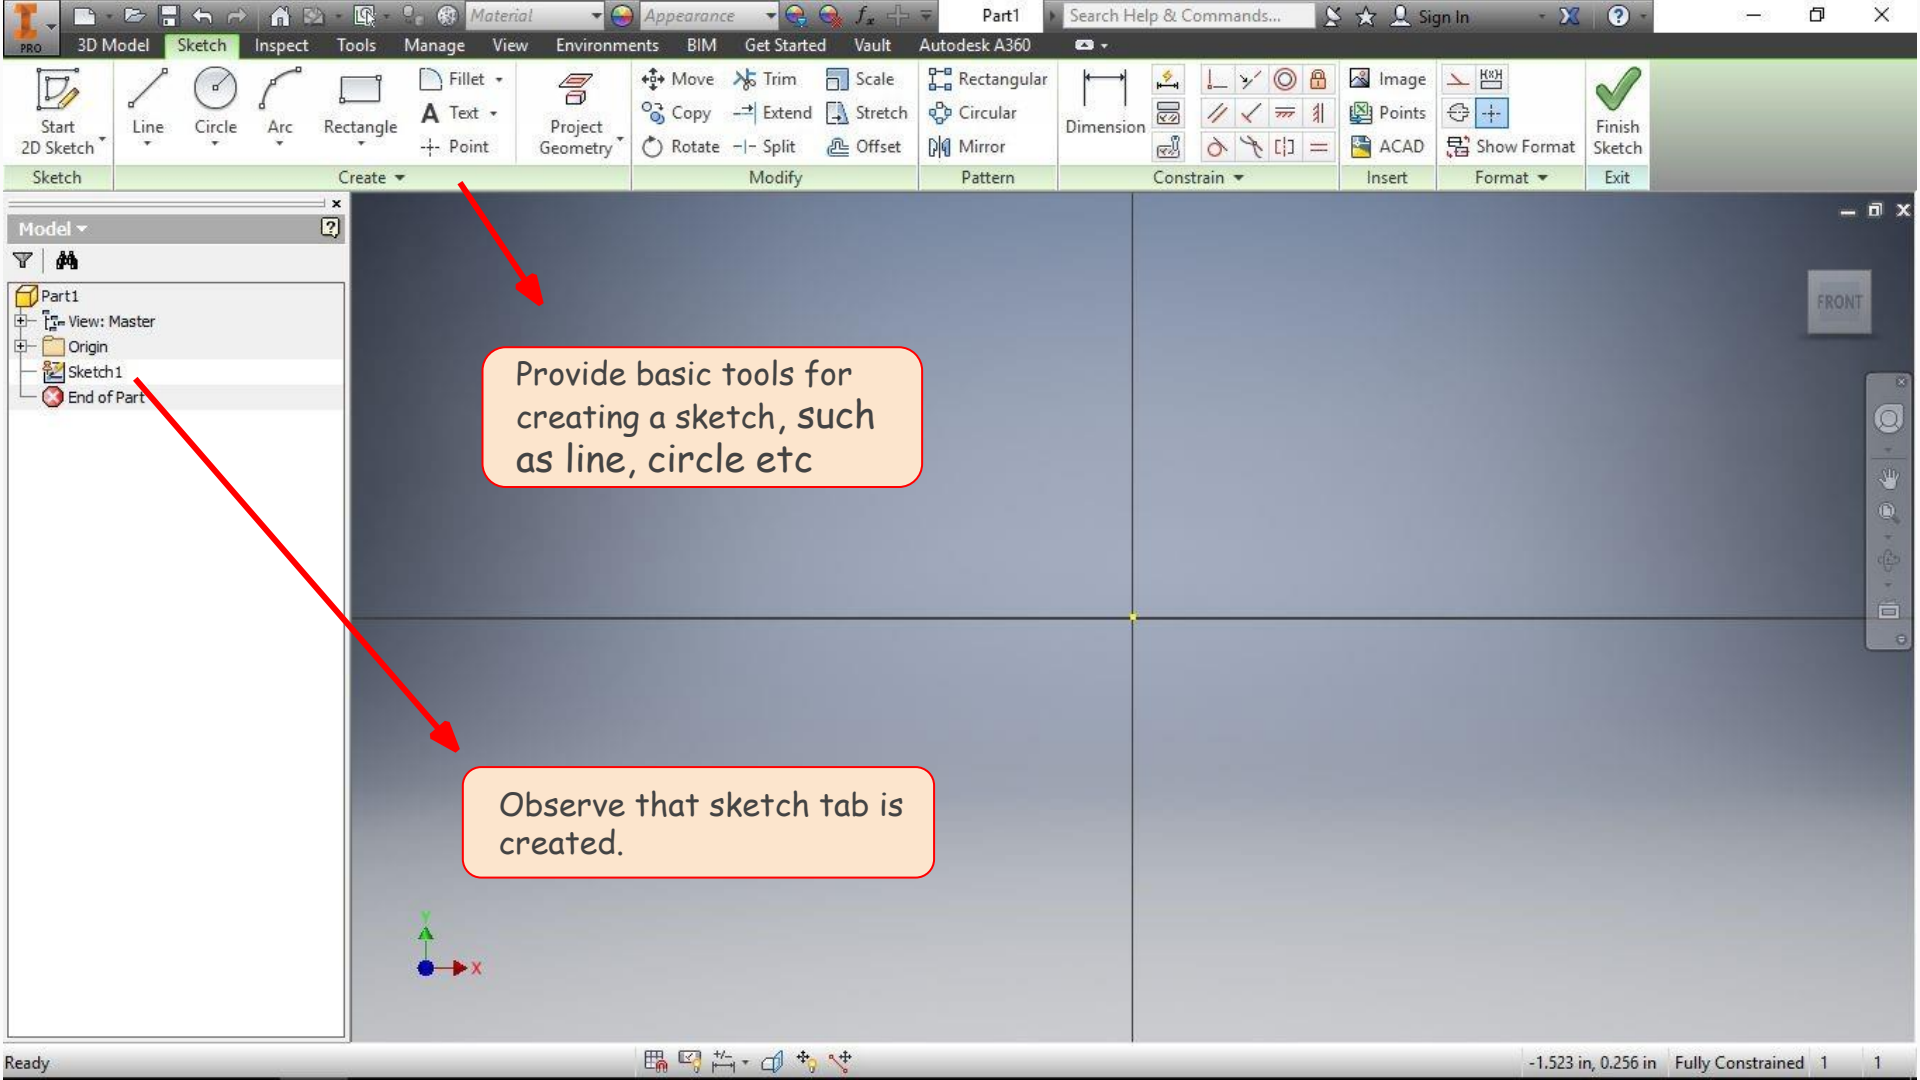 PRO
Material
Appearance
fx
Part1
Search Help & Commands...
Sign In
3D Model Sketch Inspect Tools Manage View Environments BIM Get Started Vault Autodesk A360
Start
2D Sketch
Line
Circle
Arc
Rectangle
Fillet
A Text
Point
Project
Geometry
Move
Copy
Rotate
Trim
Extend
Split
Scale
Stretch
Offset
Rectangular
Circular
Mirror
Dimension
Image
Points
ACAD
Show Format
Finish
Sketch
Sketch Create Modify Pattern Constrain Insert Format Exit
Model
Part1
View: Master
Origin
Sketch1
End of Part
FRONT
Provide basic tools for
creating a sketch, such
as line, circle etc
Observe that sketch tab is
created.
Y
X
Ready
-1.523 in, 0.256 in Fully Constrained 1 1